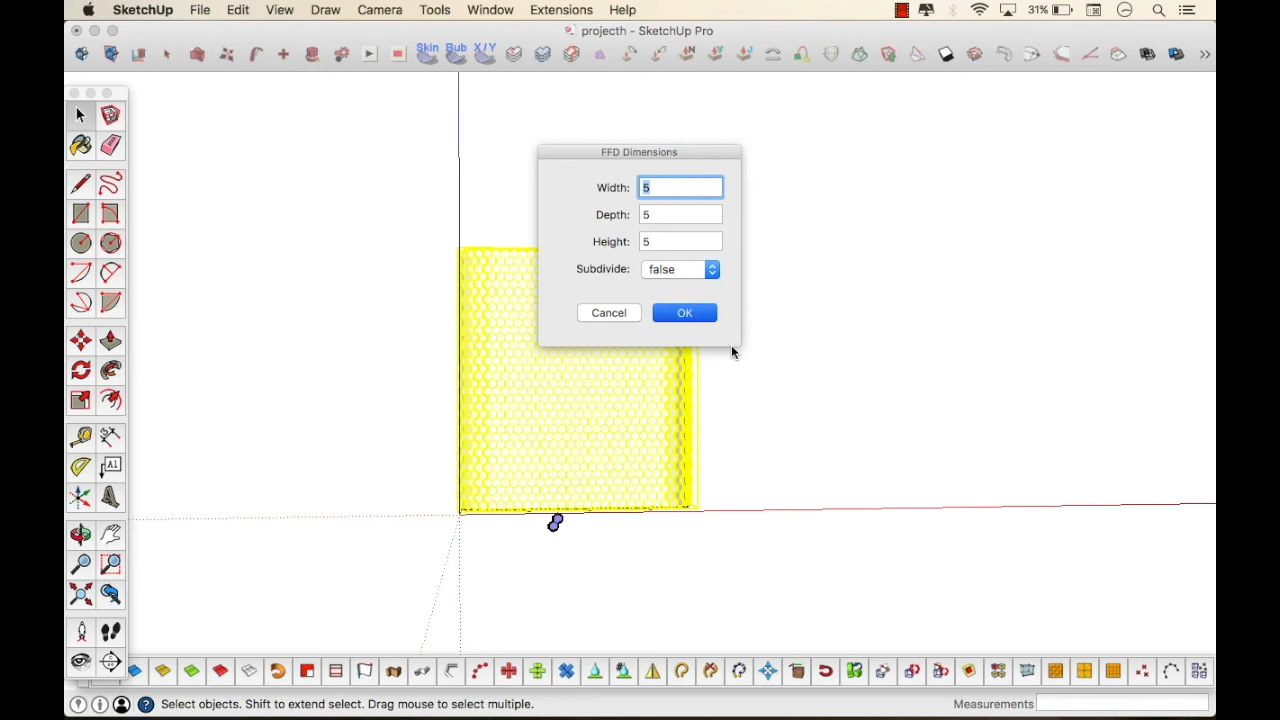 SketchUp File Edit View Draw Camera Tools Window Extensions Help 31%
projecth - SketchUp Pro
Skin Bub X/Y
N V J
FFD Dimensions
Width: 5
Depth: 5
Height: 5
Subdivide: false
Cancel OK
A1
Select objects. Shift to extend select. Drag mouse to select multiple. Measurements